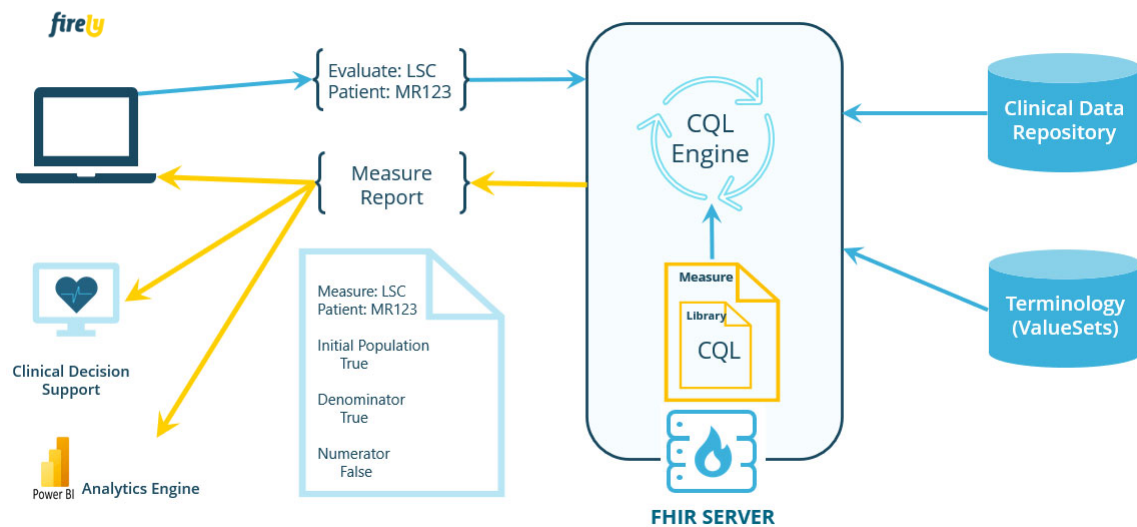 firely
Evaluate: LSC
Patient: MR123
CQL
Engine
Clinical Data
Repository
Measure
Report
Measure
Library
CQL
Terminology
(ValueSets)
Measure: LSC
Patient: MR123
Initial Population
True
Denominator
True
Numerator
False
Clinical Decision
Support
Power BI
Analytics Engine
FHIR SERVER